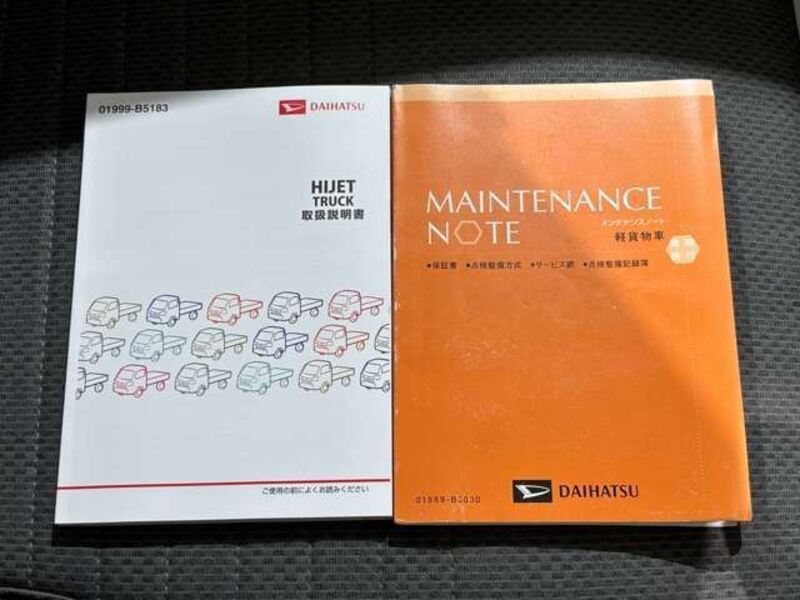 01999-B5183
DAIHATSU
HIJET
TRUCK
取扱説明書
ご使用の前によくお読みください
MAINTENANCE
NOTE
メンテナンスノート
軽貨物車
●保証書 ●点検整備方式 ●サービス網 ●点検整備記録簿
DAIHATSU